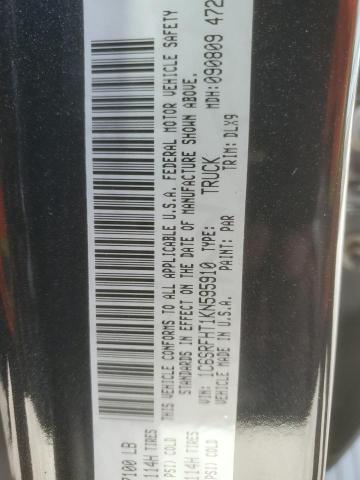 7100 LB
MDH:090809 472
114H TIRES
PSI) COLD
THIS VEHICLE CONFORMS TO ALL APPLICABLE U.S.A. FEDERAL MOTOR VEHICLE SAFETY
STANDARDS IN EFFECT ON THE DATE OF MANUFACTURE SHOWN ABOVE.
VIN: 1C6SRFHT1KN595910 TYPE: TRUCK
VEHICLE MADE IN U.S.A. PAINT: PAR TRIM: DLX9
114H TIRES
PSI) COLD